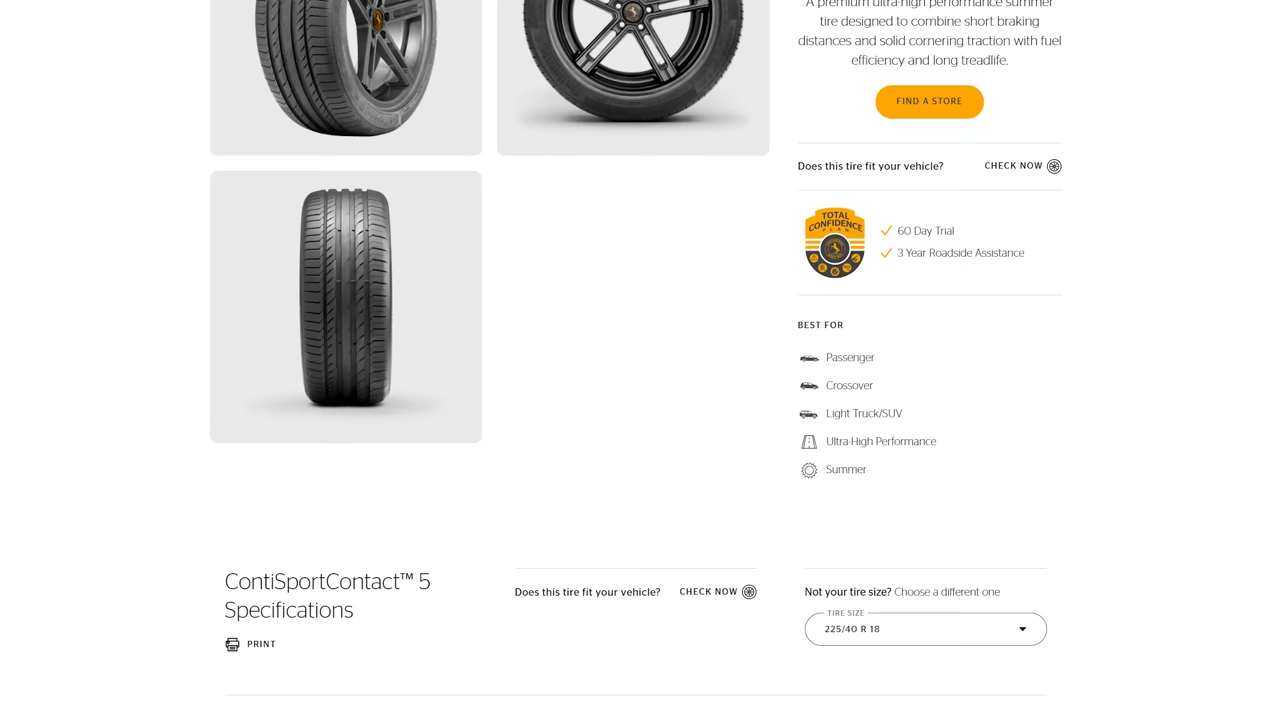 A premium ultra-high performance summer
tire designed to combine short braking
distances and solid cornering traction with fuel
efficiency and long treadlife.
FIND A STORE
Does this tire fit your vehicle?
CHECK NOW
TOTAL
CONFIDENCE
PLAN
60 Day Trial
3 Year Roadside Assistance
BEST FOR
Passenger
Crossover
Light Truck/SUV
Ultra-High Performance
Summer
ContiSportContact™ 5
Specifications
PRINT
Does this tire fit your vehicle?
CHECK NOW
Not your tire size? Choose a different one
TIRE SIZE
225/40 R 18